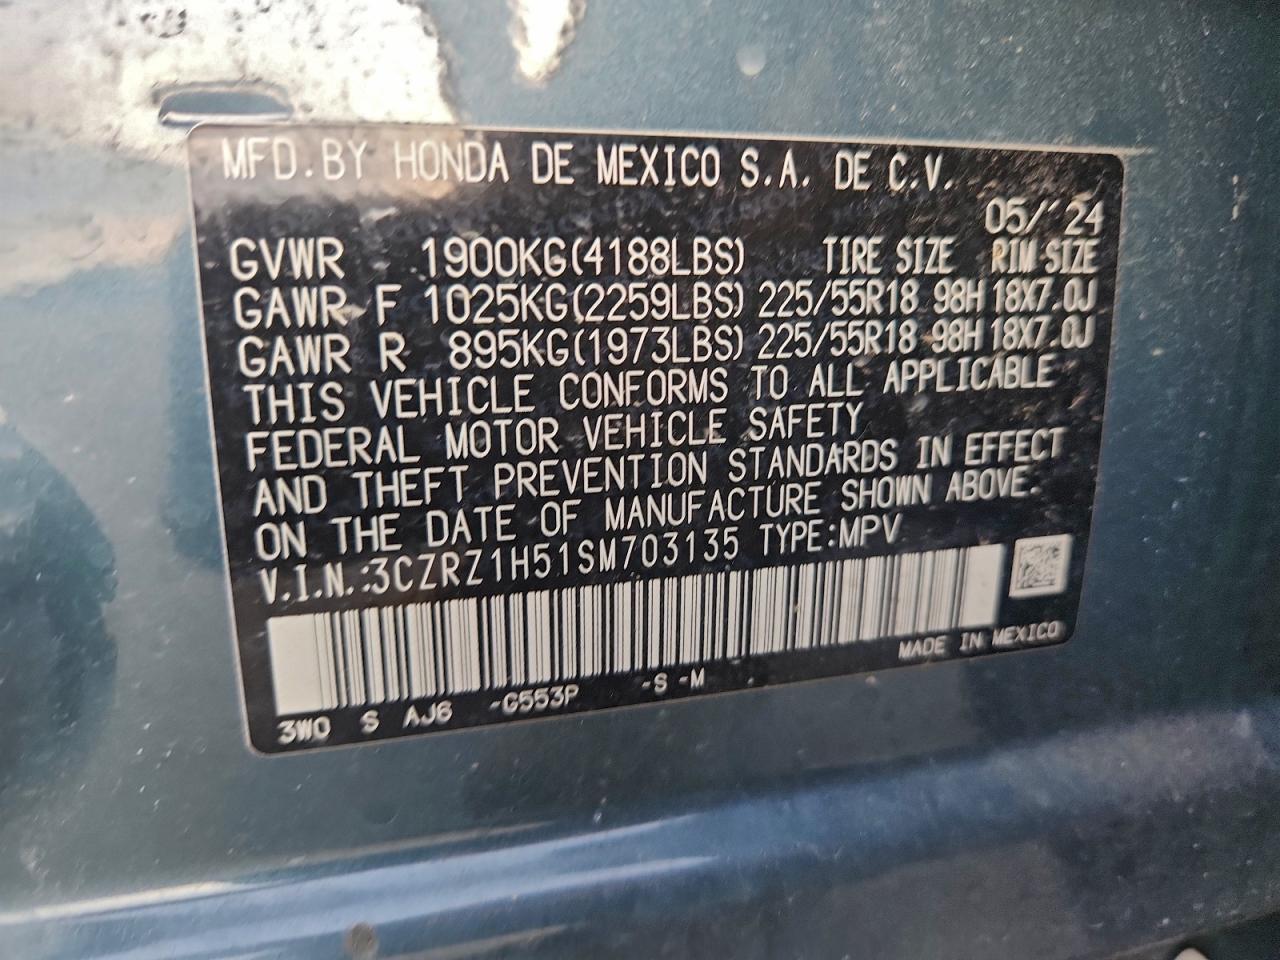 MFD. BY HONDA DE MEXICO S.A. DE C.V.
05/'24
GVWR 1900KG(4188LBS) TIRE SIZE RIM SIZE
GAWR F 1025KG(2259LBS) 225/55R18 98H 18X7.0J
GAWR R 895KG(1973LBS) 225/55R18 98H 18X7.0J
THIS VEHICLE CONFORMS TO ALL APPLICABLE
FEDERAL MOTOR VEHICLE SAFETY
AND THEFT PREVENTION STANDARDS IN EFFECT
ON THE DATE OF MANUFACTURE SHOWN ABOVE.
V.I.N.:3CZRZ1H51SM703135 TYPE:MPV
MADE IN MEXICO
3W0 S AJ6 -G553P -S -M